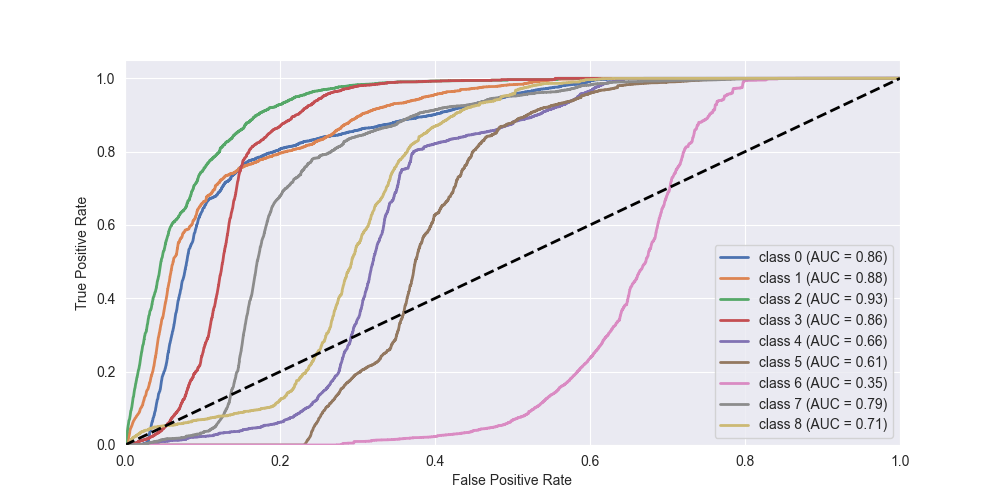 1.0
0.8
0.6
0.4
0.2
0.0
True Positive Rate
0.0 0.2 0.4 0.6 0.8 1.0
False Positive Rate
class 0 (AUC = 0.86)
class 1 (AUC = 0.88)
class 2 (AUC = 0.93)
class 3 (AUC = 0.86)
class 4 (AUC = 0.66)
class 5 (AUC = 0.61)
class 6 (AUC = 0.35)
class 7 (AUC = 0.79)
class 8 (AUC = 0.71)